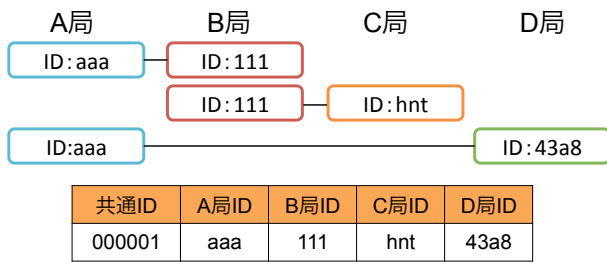 A局 B局 C局 D局
ID:aaa ID:111
ID:111 ID:hnt
ID:aaa ID:43a8
共通ID A局ID B局ID C局ID D局ID
000001 aaa 111 hnt 43a8